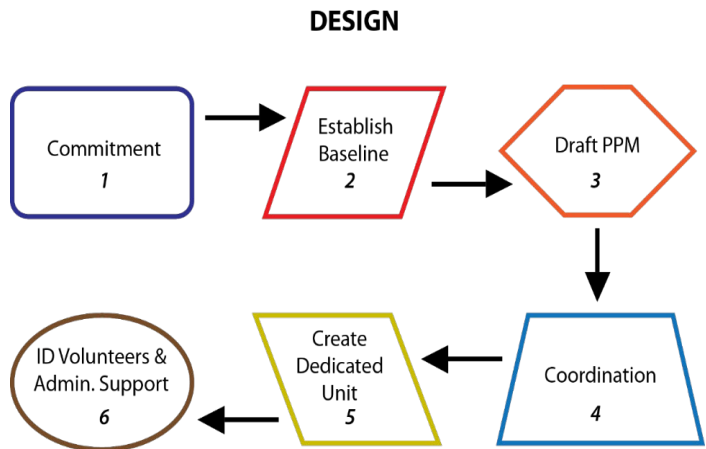 DESIGN
Commitment
1
Establish
Baseline
2
Draft PPM
3
Coordination
4
Create
Dedicated
Unit
5
ID Volunteers &
Admin. Support
6